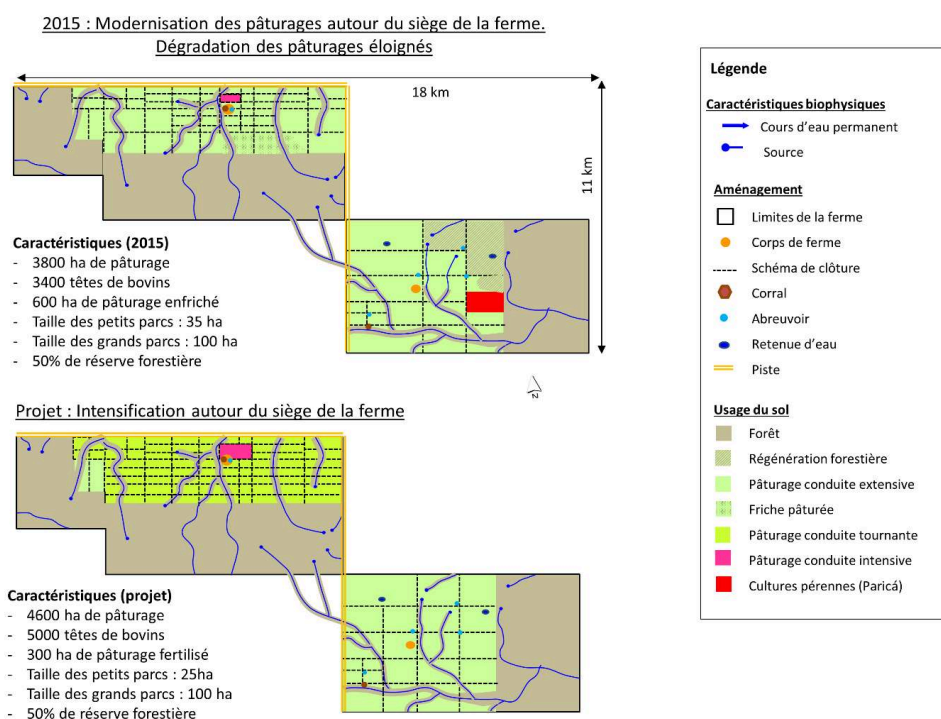 2015 : Modernisation des pâturages autour du siège de la ferme.
Dégradation des pâturages éloignés
18 km
11 km
Caractéristiques (2015)
- 3800 ha de pâturage
- 3400 têtes de bovins
- 600 ha de pâturage enfriché
- Taille des petits parcs : 35 ha
- Taille des grands parcs : 100 ha
- 50% de réserve forestière
N
Projet : Intensification autour du siège de la ferme
Caractéristiques (projet)
- 4600 ha de pâturage
- 5000 têtes de bovins
- 300 ha de pâturage fertilisé
- Taille des petits parcs : 25ha
- Taille des grands parcs : 100 ha
- 50% de réserve forestière
Légende
Caractéristiques biophysiques
Cours d'eau permanent
Source
Aménagement
Limites de la ferme
Corps de ferme
Schéma de clôture
Corral
Abreuvoir
Retenue d'eau
Piste
Usage du sol
Forêt
Régénération forestière
Pâturage conduite extensive
Friche pâturée
Pâturage conduite tournante
Pâturage conduite intensive
Cultures pérennes (Paricá)